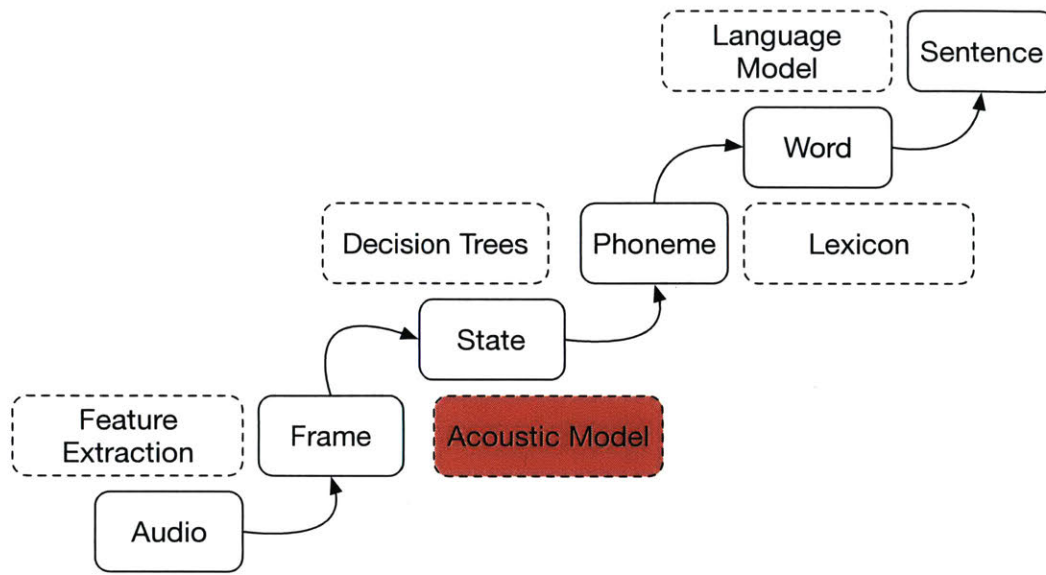 Language
Model
Sentence
Word
Decision Trees
Phoneme
Lexicon
State
Feature
Extraction
Frame
Acoustic Model
Audio